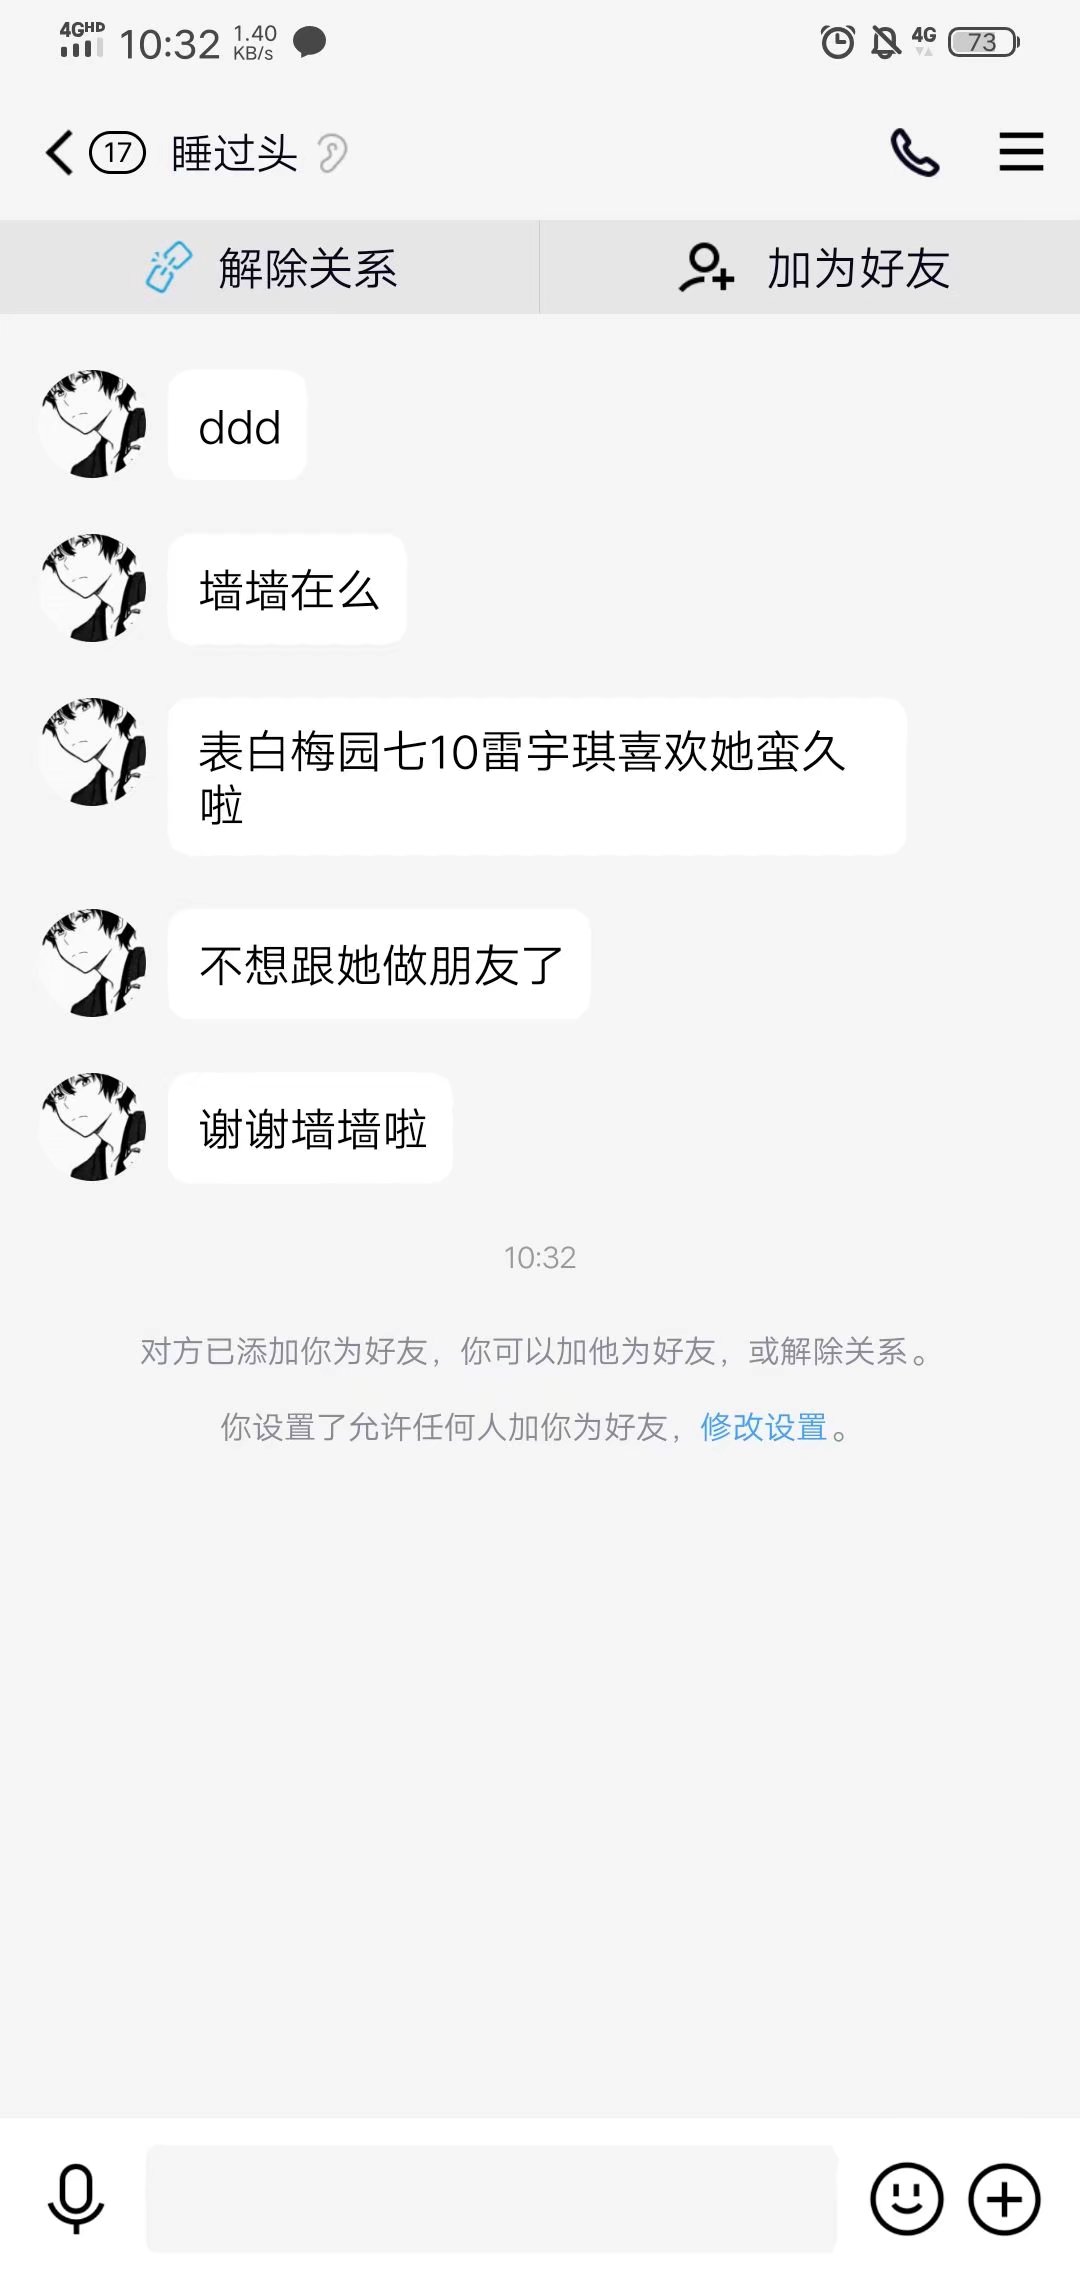 4GHD 10:32 1.40 KB/s 4G 73
17 睡过头
解除关系 加为好友
ddd
墙墙在么
表白梅园七10雷宇琪喜欢她蛮久
啦
不想跟她做朋友了
谢谢墙墙啦
10:32
对方已添加你为好友，你可以加他为好友，或解除关系。
你设置了允许任何人加你为好友，修改设置。